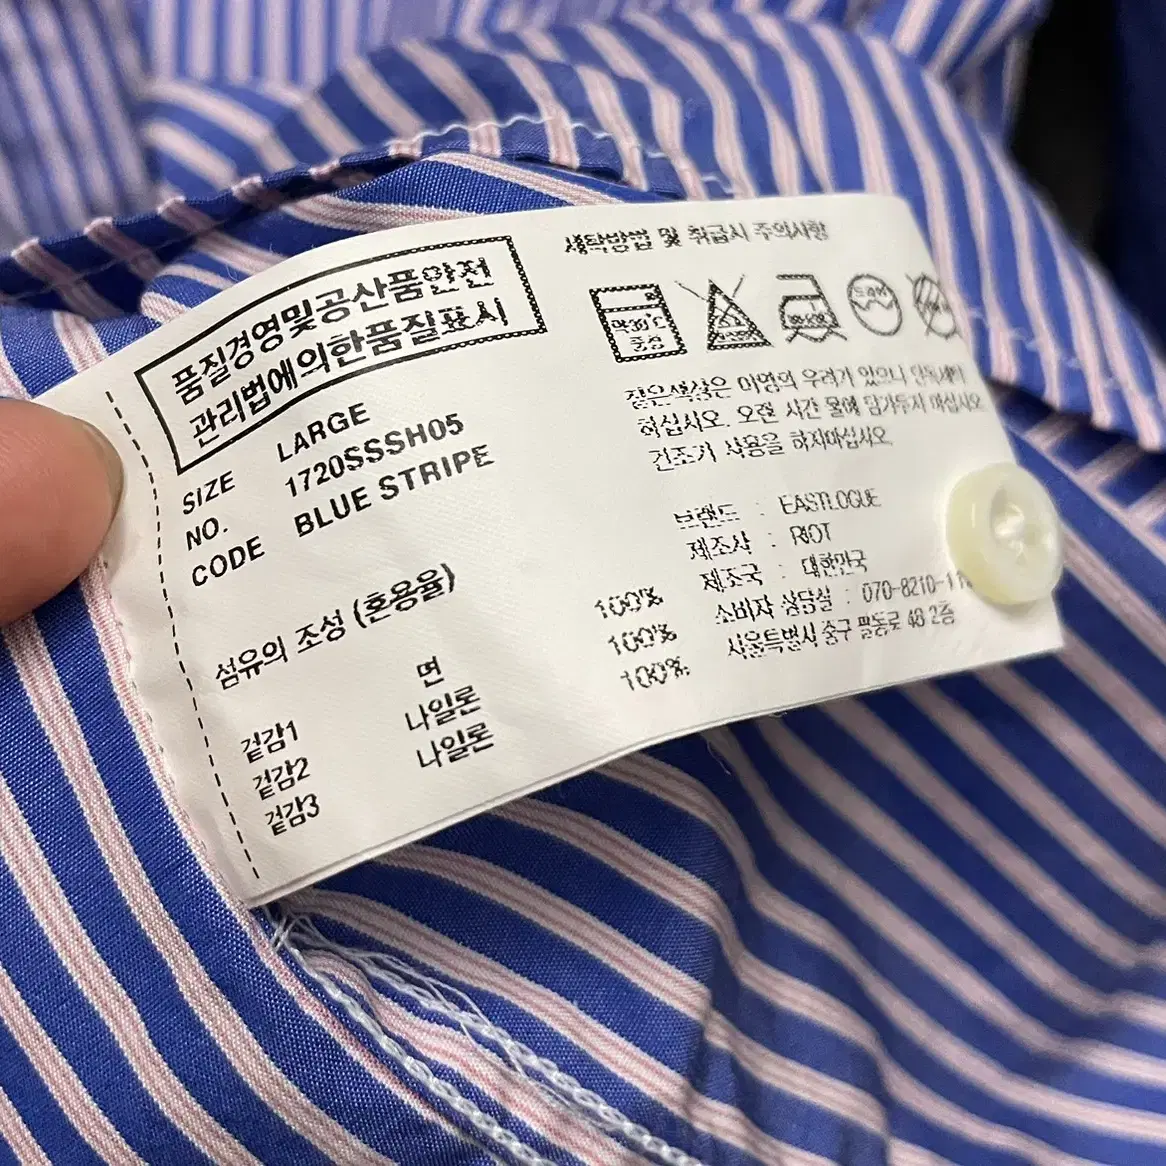 품질경영및공산품안전
관리법에의한품질표시
SIZE LARGE
NO. 1720SSSH05
CODE BLUE STRIPE
섬유의 조성 (혼용율)
겉감1 면 100%
겉감2 나일론 100%
겉감3 나일론 100%
세탁방법 및 취급시 주의사항
약30℃
중성
짙은색상은 이염의 우려가 있으니 단독세탁
하십시오. 오랜 시간 물에 담가두지 마십시오.
건조기 사용을 하지마십시오.
브랜드 : EASTLOGUE
제조사 : RIOT
제조국 : 대한민국
소비자 상담실 : 070-8210-11
서울특별시 중구 필동로 48 2층